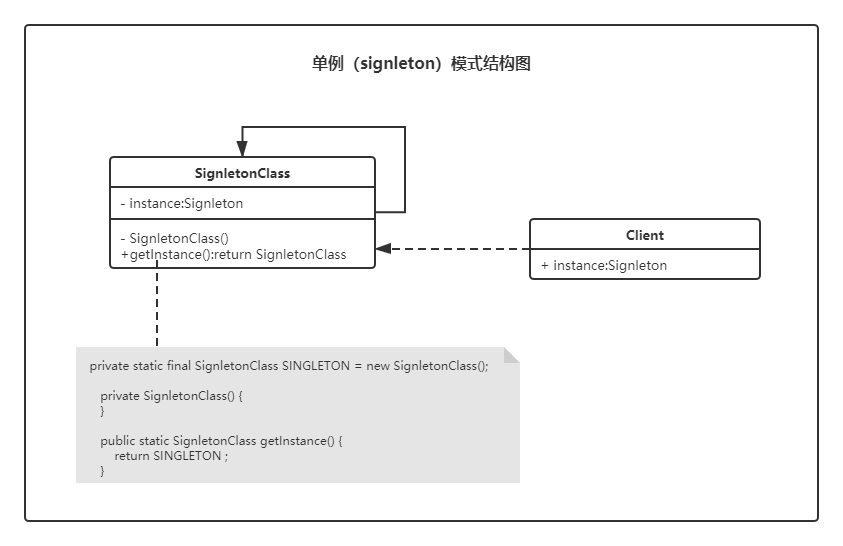 单例（signleton）模式结构图
SignletonClass
- instance:Signleton
- SignletonClass()
+getInstance():return SignletonClass
Client
+ instance:Signleton
private static final SignletonClass SINGLETON = new SignletonClass();
private SignletonClass() {
}
public static SignletonClass getInstance() {
return SINGLETON ;
}